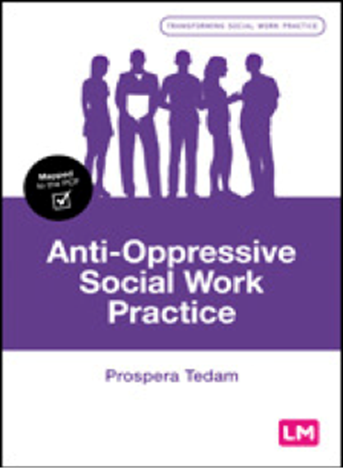 TRANSFORMING SOCIAL WORK PRACTICE
Mapped
to the PCF
Anti-Oppressive
Social Work
Practice
Prospera Tedam
LM